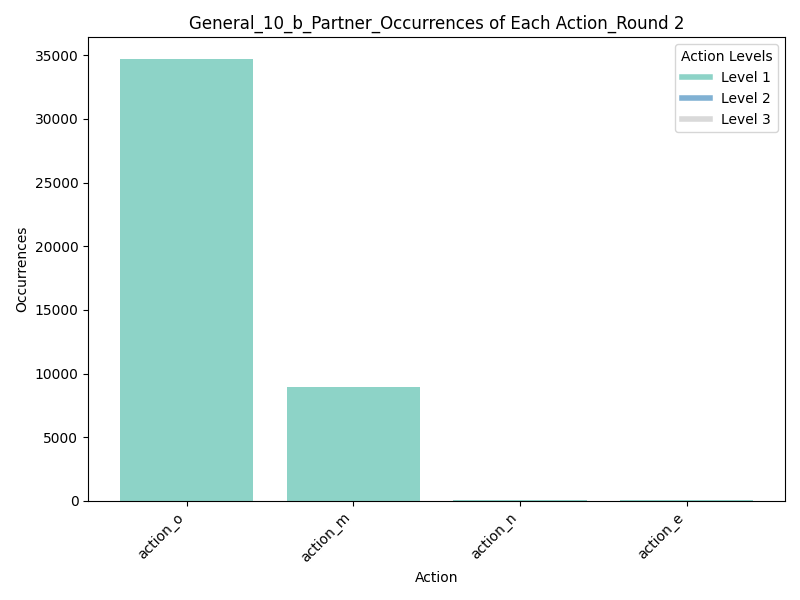 General_10_b_Partner_Occurrences of Each Action_Round 2
Action Levels
Level 1
Level 2
Level 3
Occurrences
35000
30000
25000
20000
15000
10000
5000
0
action_o
action_m
action_n
action_e
Action